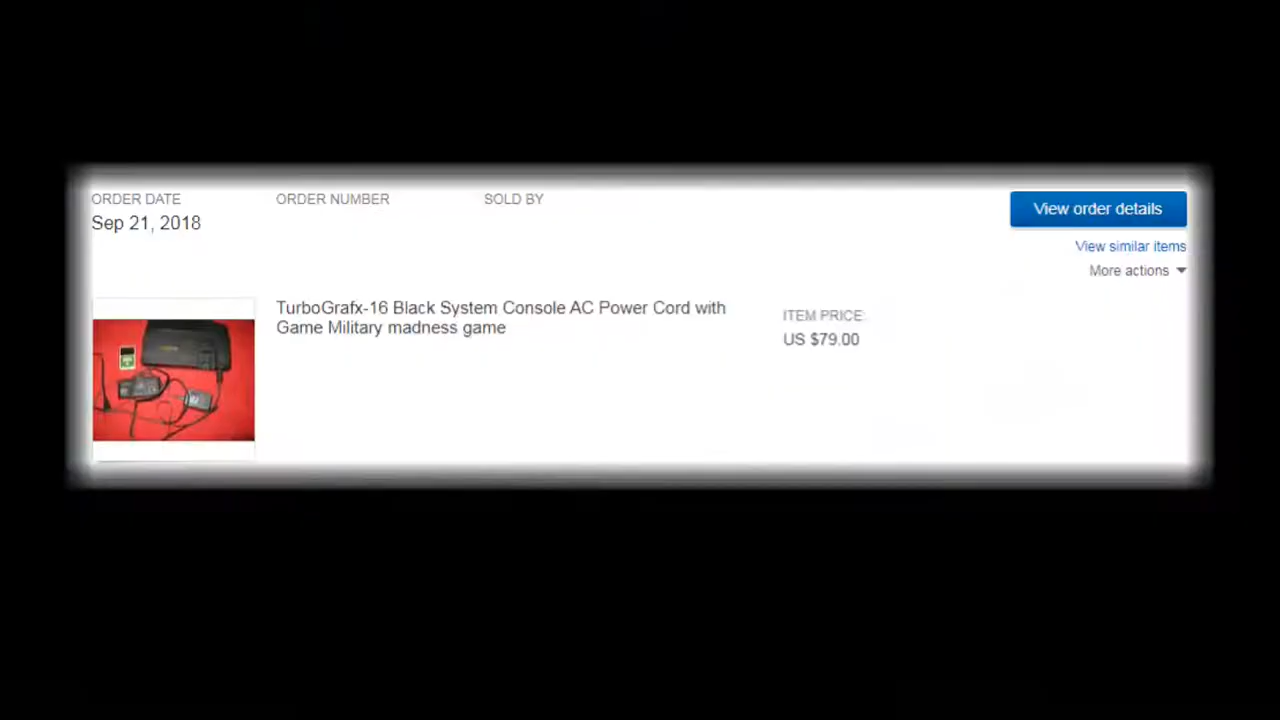 ORDER DATE
ORDER NUMBER
SOLD BY
View order details
Sep 21, 2018
View similar items
More actions
TurboGrafx-16 Black System Console AC Power Cord with
Game Military madness game
ITEM PRICE:
US $79.00